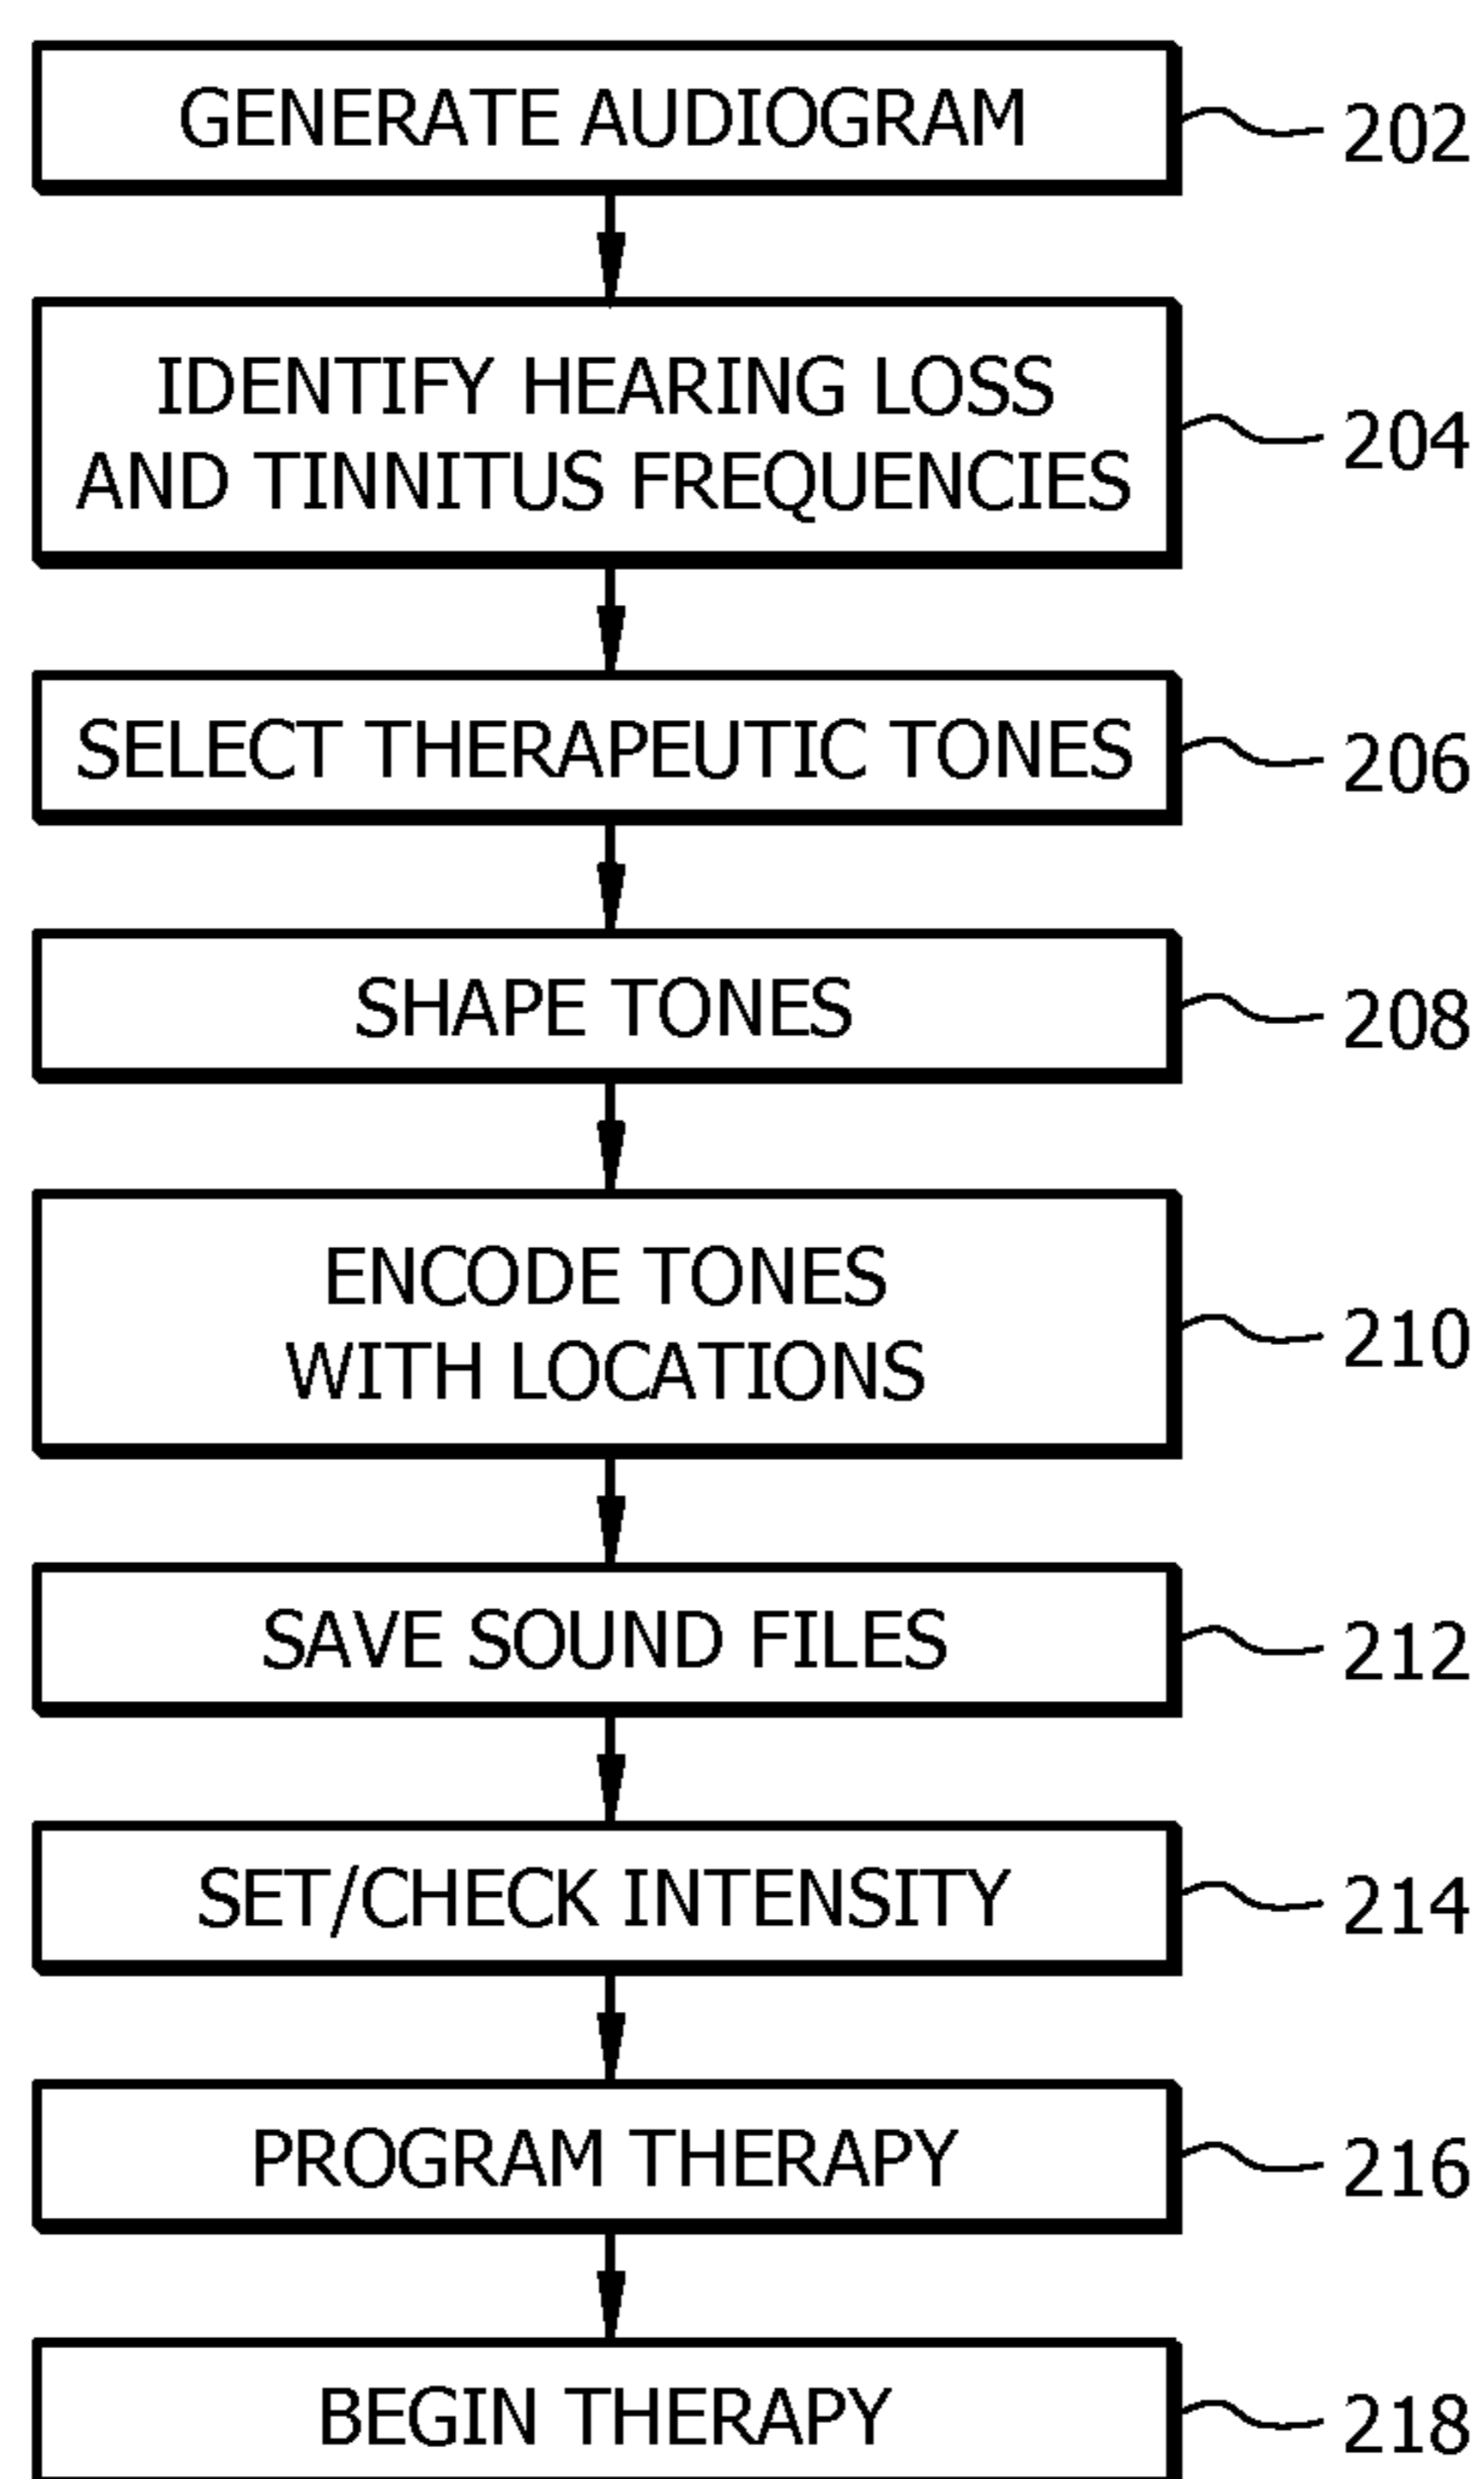 GENERATE AUDIOGRAM
202
IDENTIFY HEARING LOSS
AND TINNITUS FREQUENCIES
204
SELECT THERAPEUTIC TONES
206
SHAPE TONES
208
ENCODE TONES
WITH LOCATIONS
210
SAVE SOUND FILES
212
SET/CHECK INTENSITY
214
PROGRAM THERAPY
216
BEGIN THERAPY
218